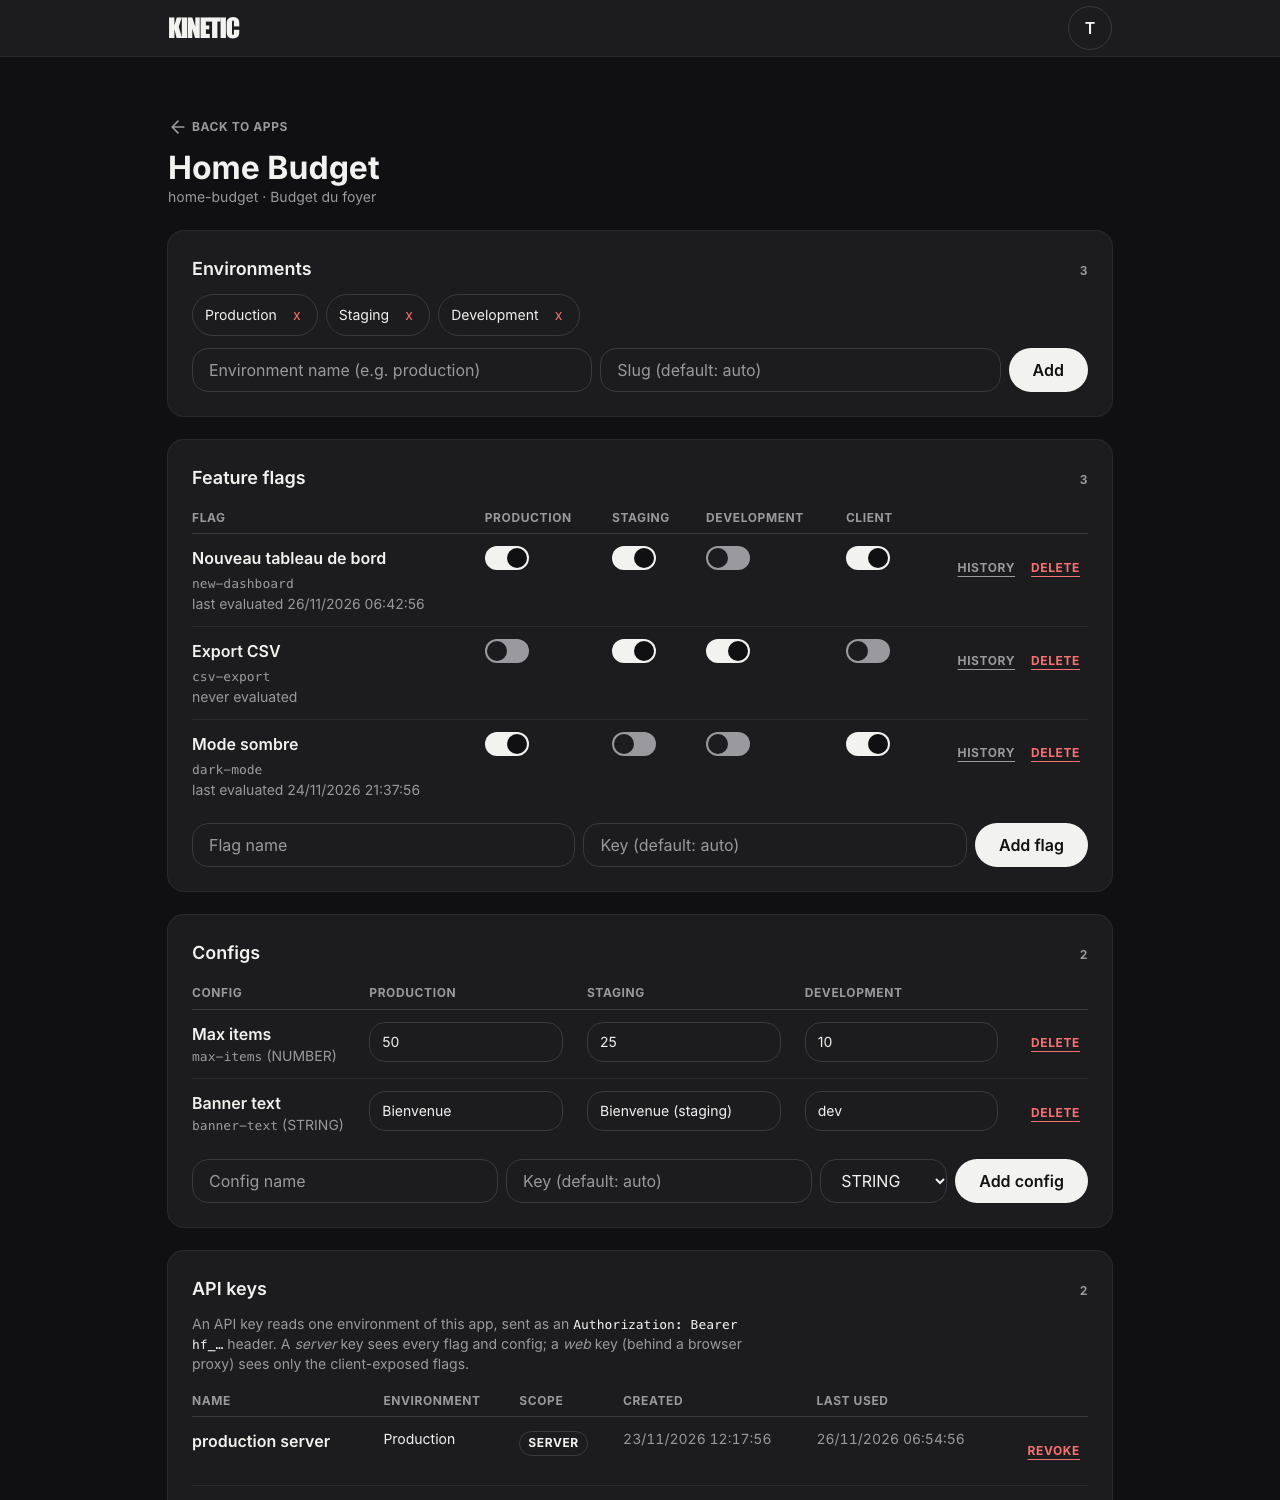 KINETIC
T
BACK TO APPS
Home Budget
home-budget · Budget du foyer
Environments
3
Production x Staging x Development x
Environment name (e.g. production) Slug (default: auto) Add
Feature flags
3
FLAG PRODUCTION STAGING DEVELOPMENT CLIENT
Nouveau tableau de bord
new-dashboard
last evaluated 26/11/2026 06:42:56
HISTORY DELETE
Export CSV
csv-export
never evaluated
HISTORY DELETE
Mode sombre
dark-mode
last evaluated 24/11/2026 21:37:56
HISTORY DELETE
Flag name Key (default: auto) Add flag
Configs
2
CONFIG PRODUCTION STAGING DEVELOPMENT
Max items
max-items (NUMBER)
50 25 10 DELETE
Banner text
banner-text (STRING)
Bienvenue Bienvenue (staging) dev DELETE
Config name Key (default: auto) STRING Add config
API keys
2
An API key reads one environment of this app, sent as an Authorization: Bearer
hf_… header. A server key sees every flag and config; a web key (behind a browser
proxy) sees only the client-exposed flags.
NAME ENVIRONMENT SCOPE CREATED LAST USED
production server Production SERVER 23/11/2026 12:17:56 26/11/2026 06:54:56 REVOKE